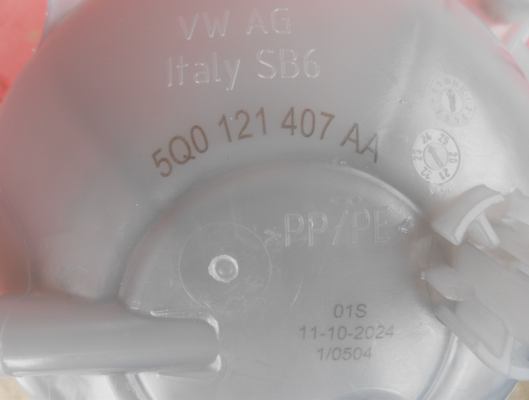 VW AG
Italy SB6
5Q0 121 407 AA
>PP/PE<
01S
11-10-2024
1/0504